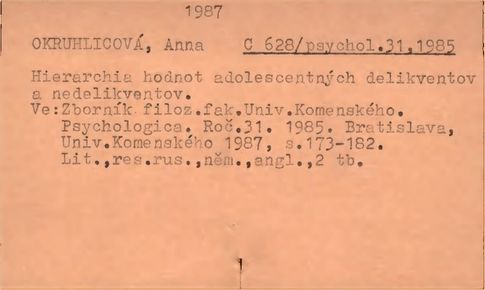 1987
OKRUHLICOVÁ, Anna C 628/psychol.31,1985
Hierarchia hodnot adolescentných delikventov
a nedelikventov.
Ve:Zborník filoz.fak.Univ.Komenského.
Psychologica. Roč.31. 1985. Bratislava,
Univ.Komenského 1987, s.173-182.
Lit.,res.rus.,něm.,angl.,2 tb.